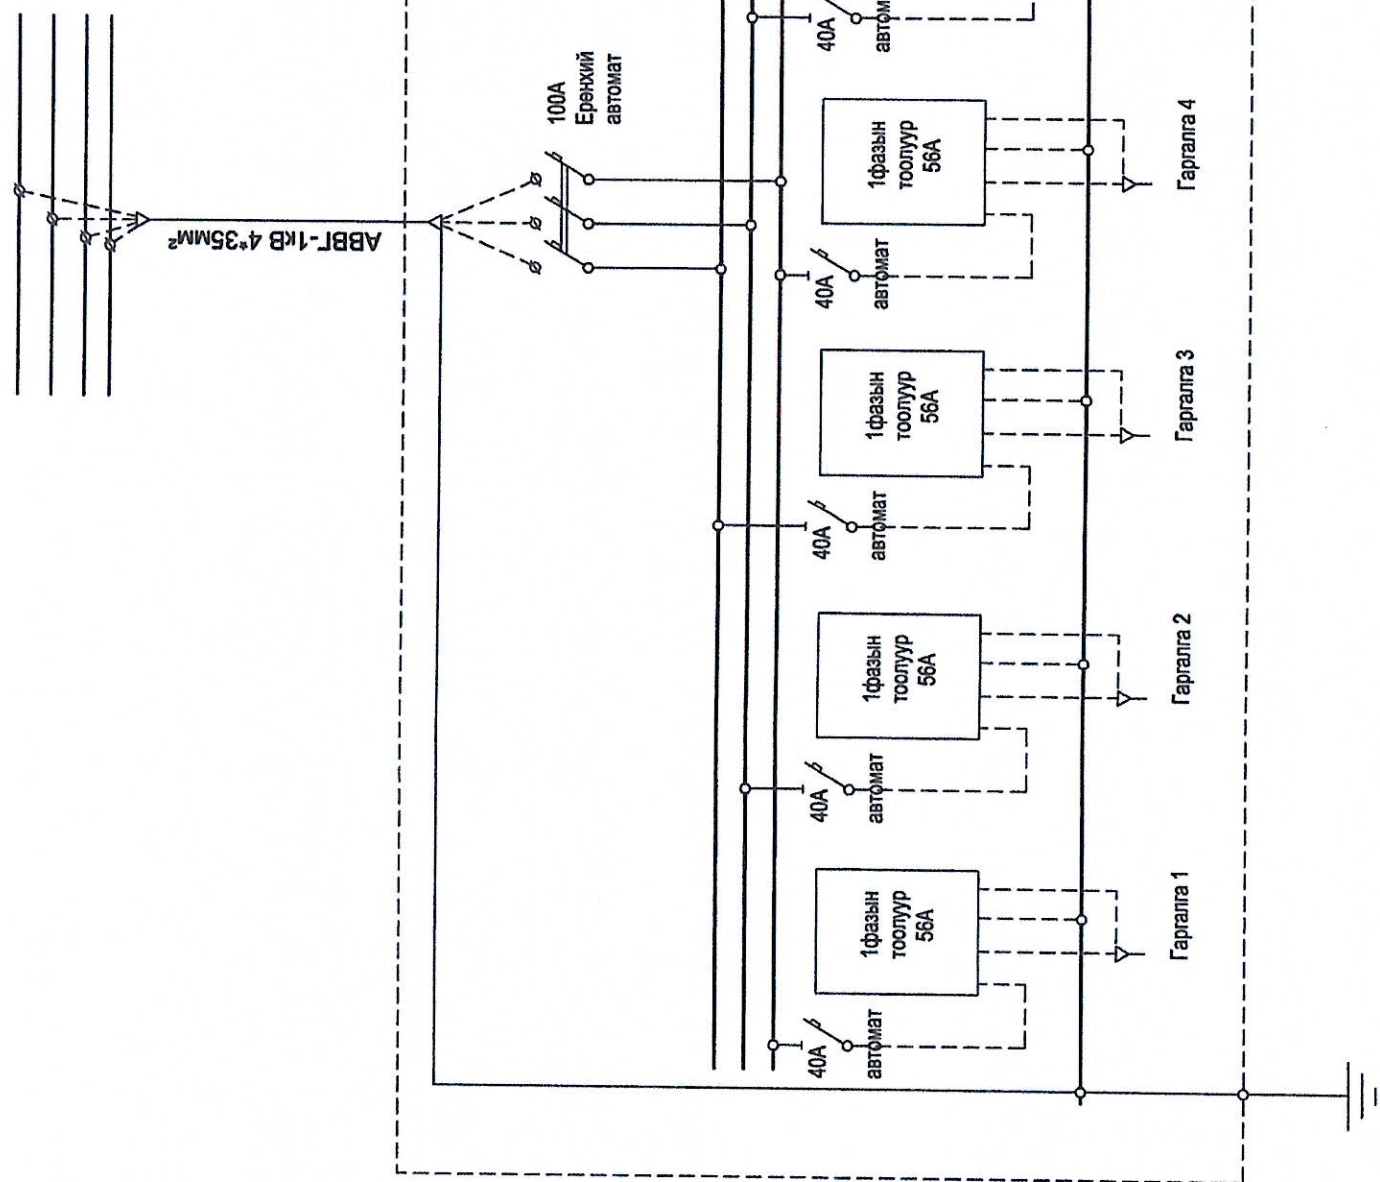 АВВГ-1кВ 4*35мм²
100А
Ерөнхий
автомат
40А
автомат
1фазын
тоолуур
56А
Гаргалга 1
40А
автомат
1фазын
тоолуур
56А
Гаргалга 2
40А
автомат
1фазын
тоолуур
56А
Гаргалга 3
40А
автомат
1фазын
тоолуур
56А
Гаргалга 4
40А